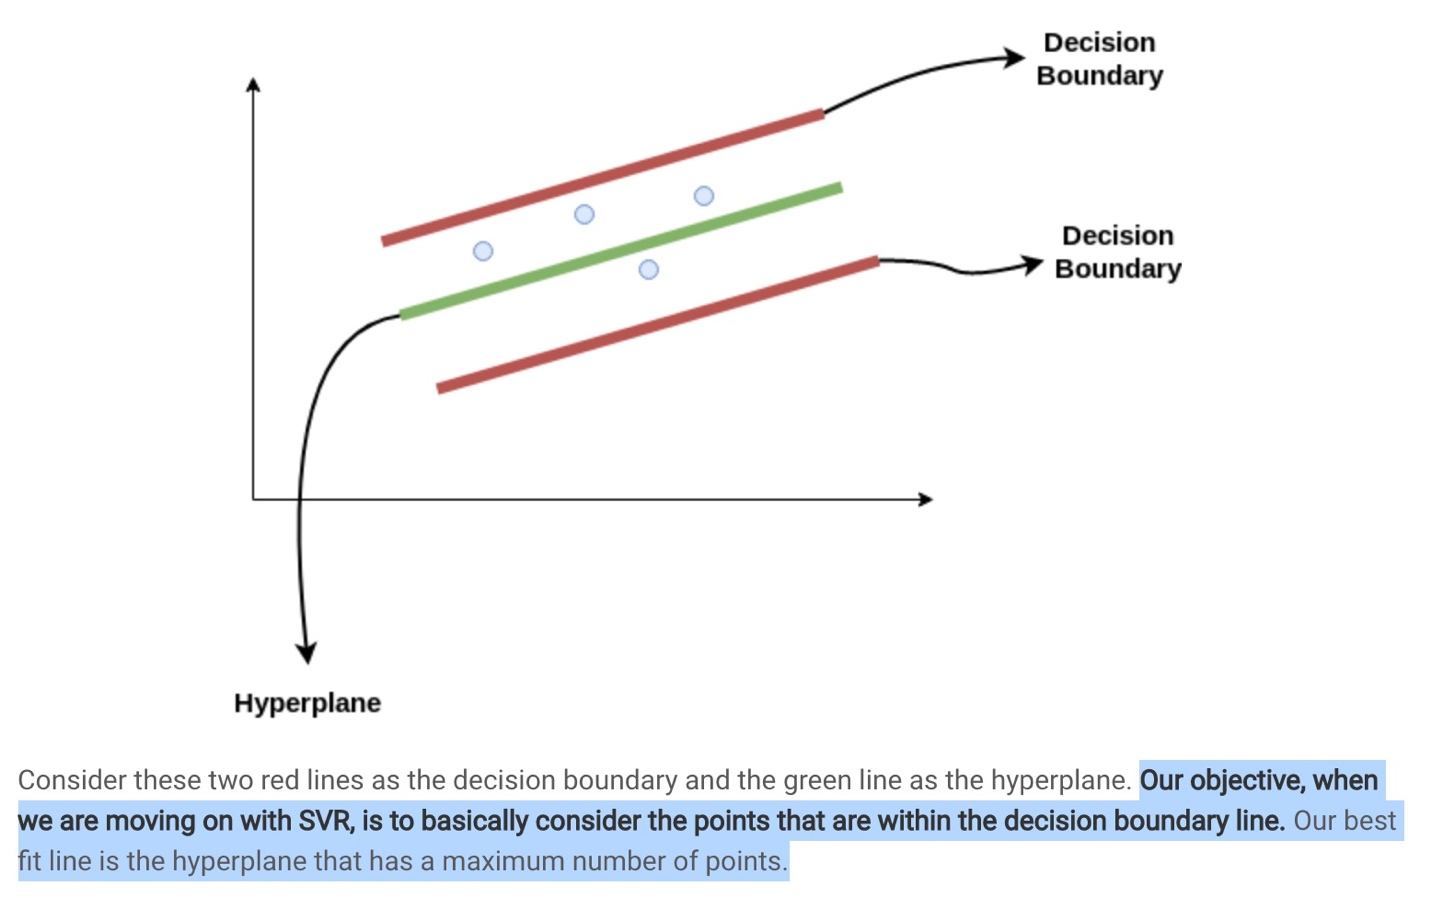 Decision
Boundary
Decision
Boundary
Hyperplane
Consider these two red lines as the decision boundary and the green line as the hyperplane. Our objective, when
we are moving on with SVR, is to basically consider the points that are within the decision boundary line. Our best
fit line is the hyperplane that has a maximum number of points.